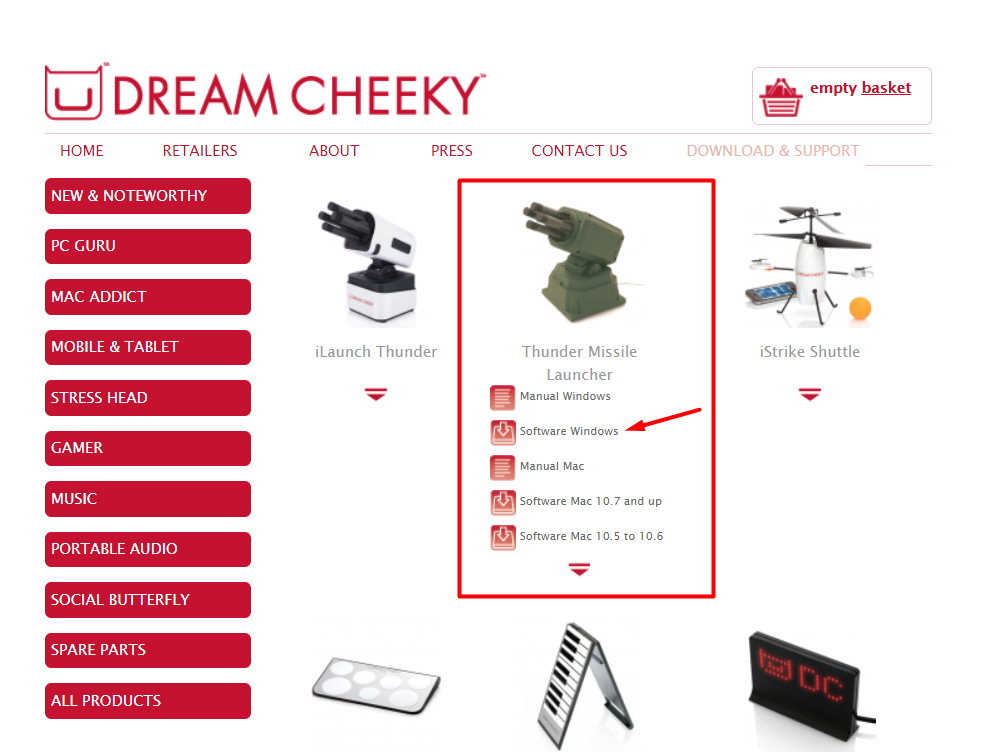 DREAM CHEEKY
empty basket
HOME RETAILERS ABOUT PRESS CONTACT US DOWNLOAD & SUPPORT
NEW & NOTEWORTHY
PC GURU
MAC ADDICT
MOBILE & TABLET
STRESS HEAD
GAMER
MUSIC
PORTABLE AUDIO
SOCIAL BUTTERFLY
SPARE PARTS
ALL PRODUCTS
DREAM CHEEKY
iLaunch Thunder
Thunder Missile
Launcher
Manual Windows
Software Windows
Manual Mac
Software Mac 10.7 and up
Software Mac 10.5 to 10.6
DREAM CHEEKY
iStrike Shuttle
DC